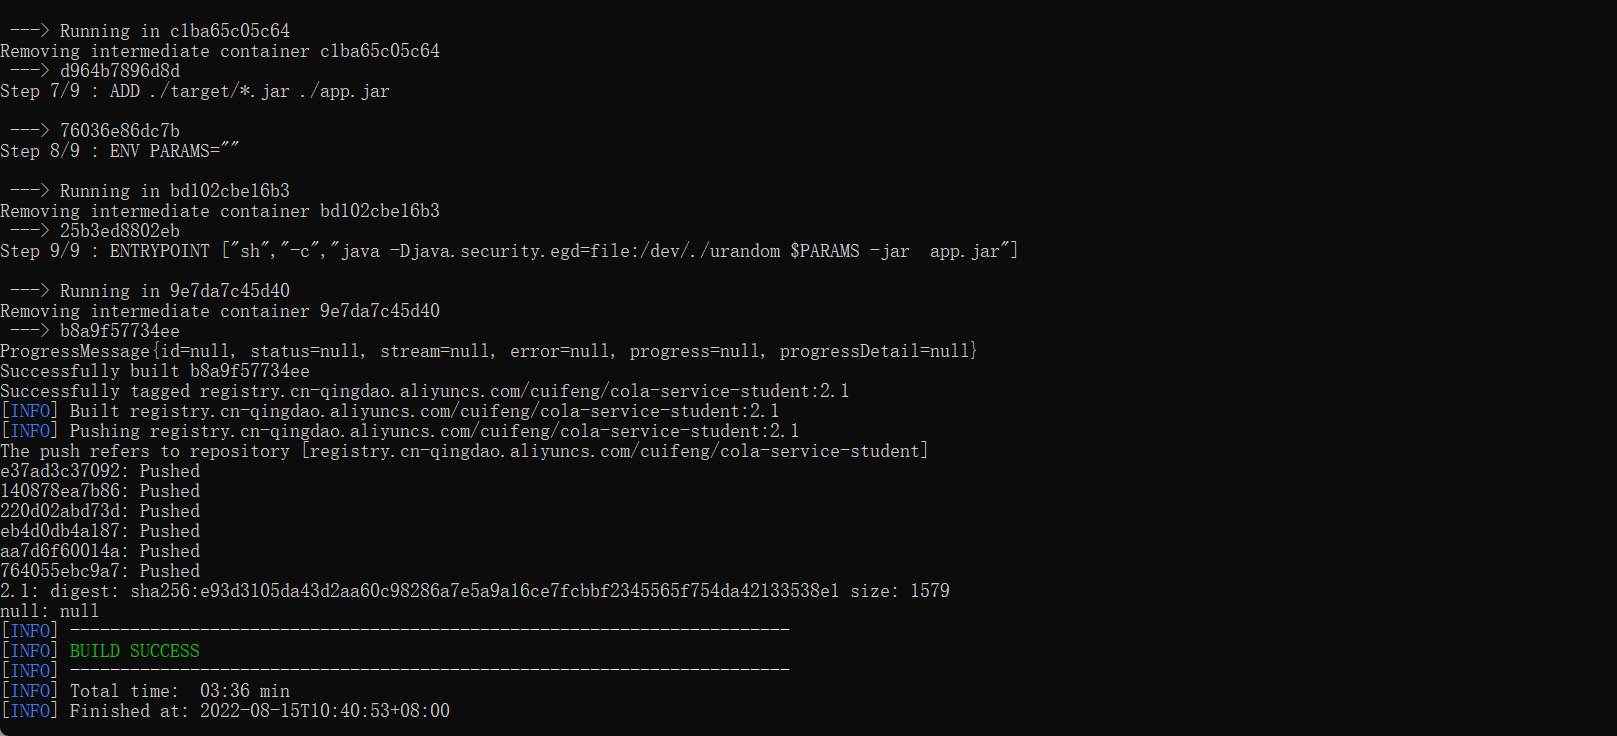 ---> Running in c1ba65c05c64
Removing intermediate container c1ba65c05c64
---> d964b7896d8d
Step 7/9 : ADD ./target/*.jar ./app.jar
---> 76036e86dc7b
Step 8/9 : ENV PARAMS=""
---> Running in bd102cbe16b3
Removing intermediate container bd102cbe16b3
---> 25b3ed8802eb
Step 9/9 : ENTRYPOINT ["sh","-c","java -Djava.security.egd=file:/dev/./urandom $PARAMS -jar  app.jar"]
---> Running in 9e7da7c45d40
Removing intermediate container 9e7da7c45d40
---> b8a9f57734ee
ProgressMessage{id=null, status=null, stream=null, error=null, progress=null, progressDetail=null}
Successfully built b8a9f57734ee
Successfully tagged registry.cn-qingdao.aliyuncs.com/cuifeng/cola-service-student:2.1
[INFO] Built registry.cn-qingdao.aliyuncs.com/cuifeng/cola-service-student:2.1
[INFO] Pushing registry.cn-qingdao.aliyuncs.com/cuifeng/cola-service-student:2.1
The push refers to repository [registry.cn-qingdao.aliyuncs.com/cuifeng/cola-service-student]
e37ad3c37092: Pushed
140878ea7b86: Pushed
220d02abd73d: Pushed
eb4d0db4a187: Pushed
aa7d6f60014a: Pushed
764055ebc9a7: Pushed
2.1: digest: sha256:e93d3105da43d2aa60c98286a7e5a9a16ce7fcbbf2345565f754da42133538e1 size: 1579
null: null
[INFO] ------------------------------------------------------------------------
[INFO] BUILD SUCCESS
[INFO] ------------------------------------------------------------------------
[INFO] Total time:  03:36 min
[INFO] Finished at: 2022-08-15T10:40:53+08:00